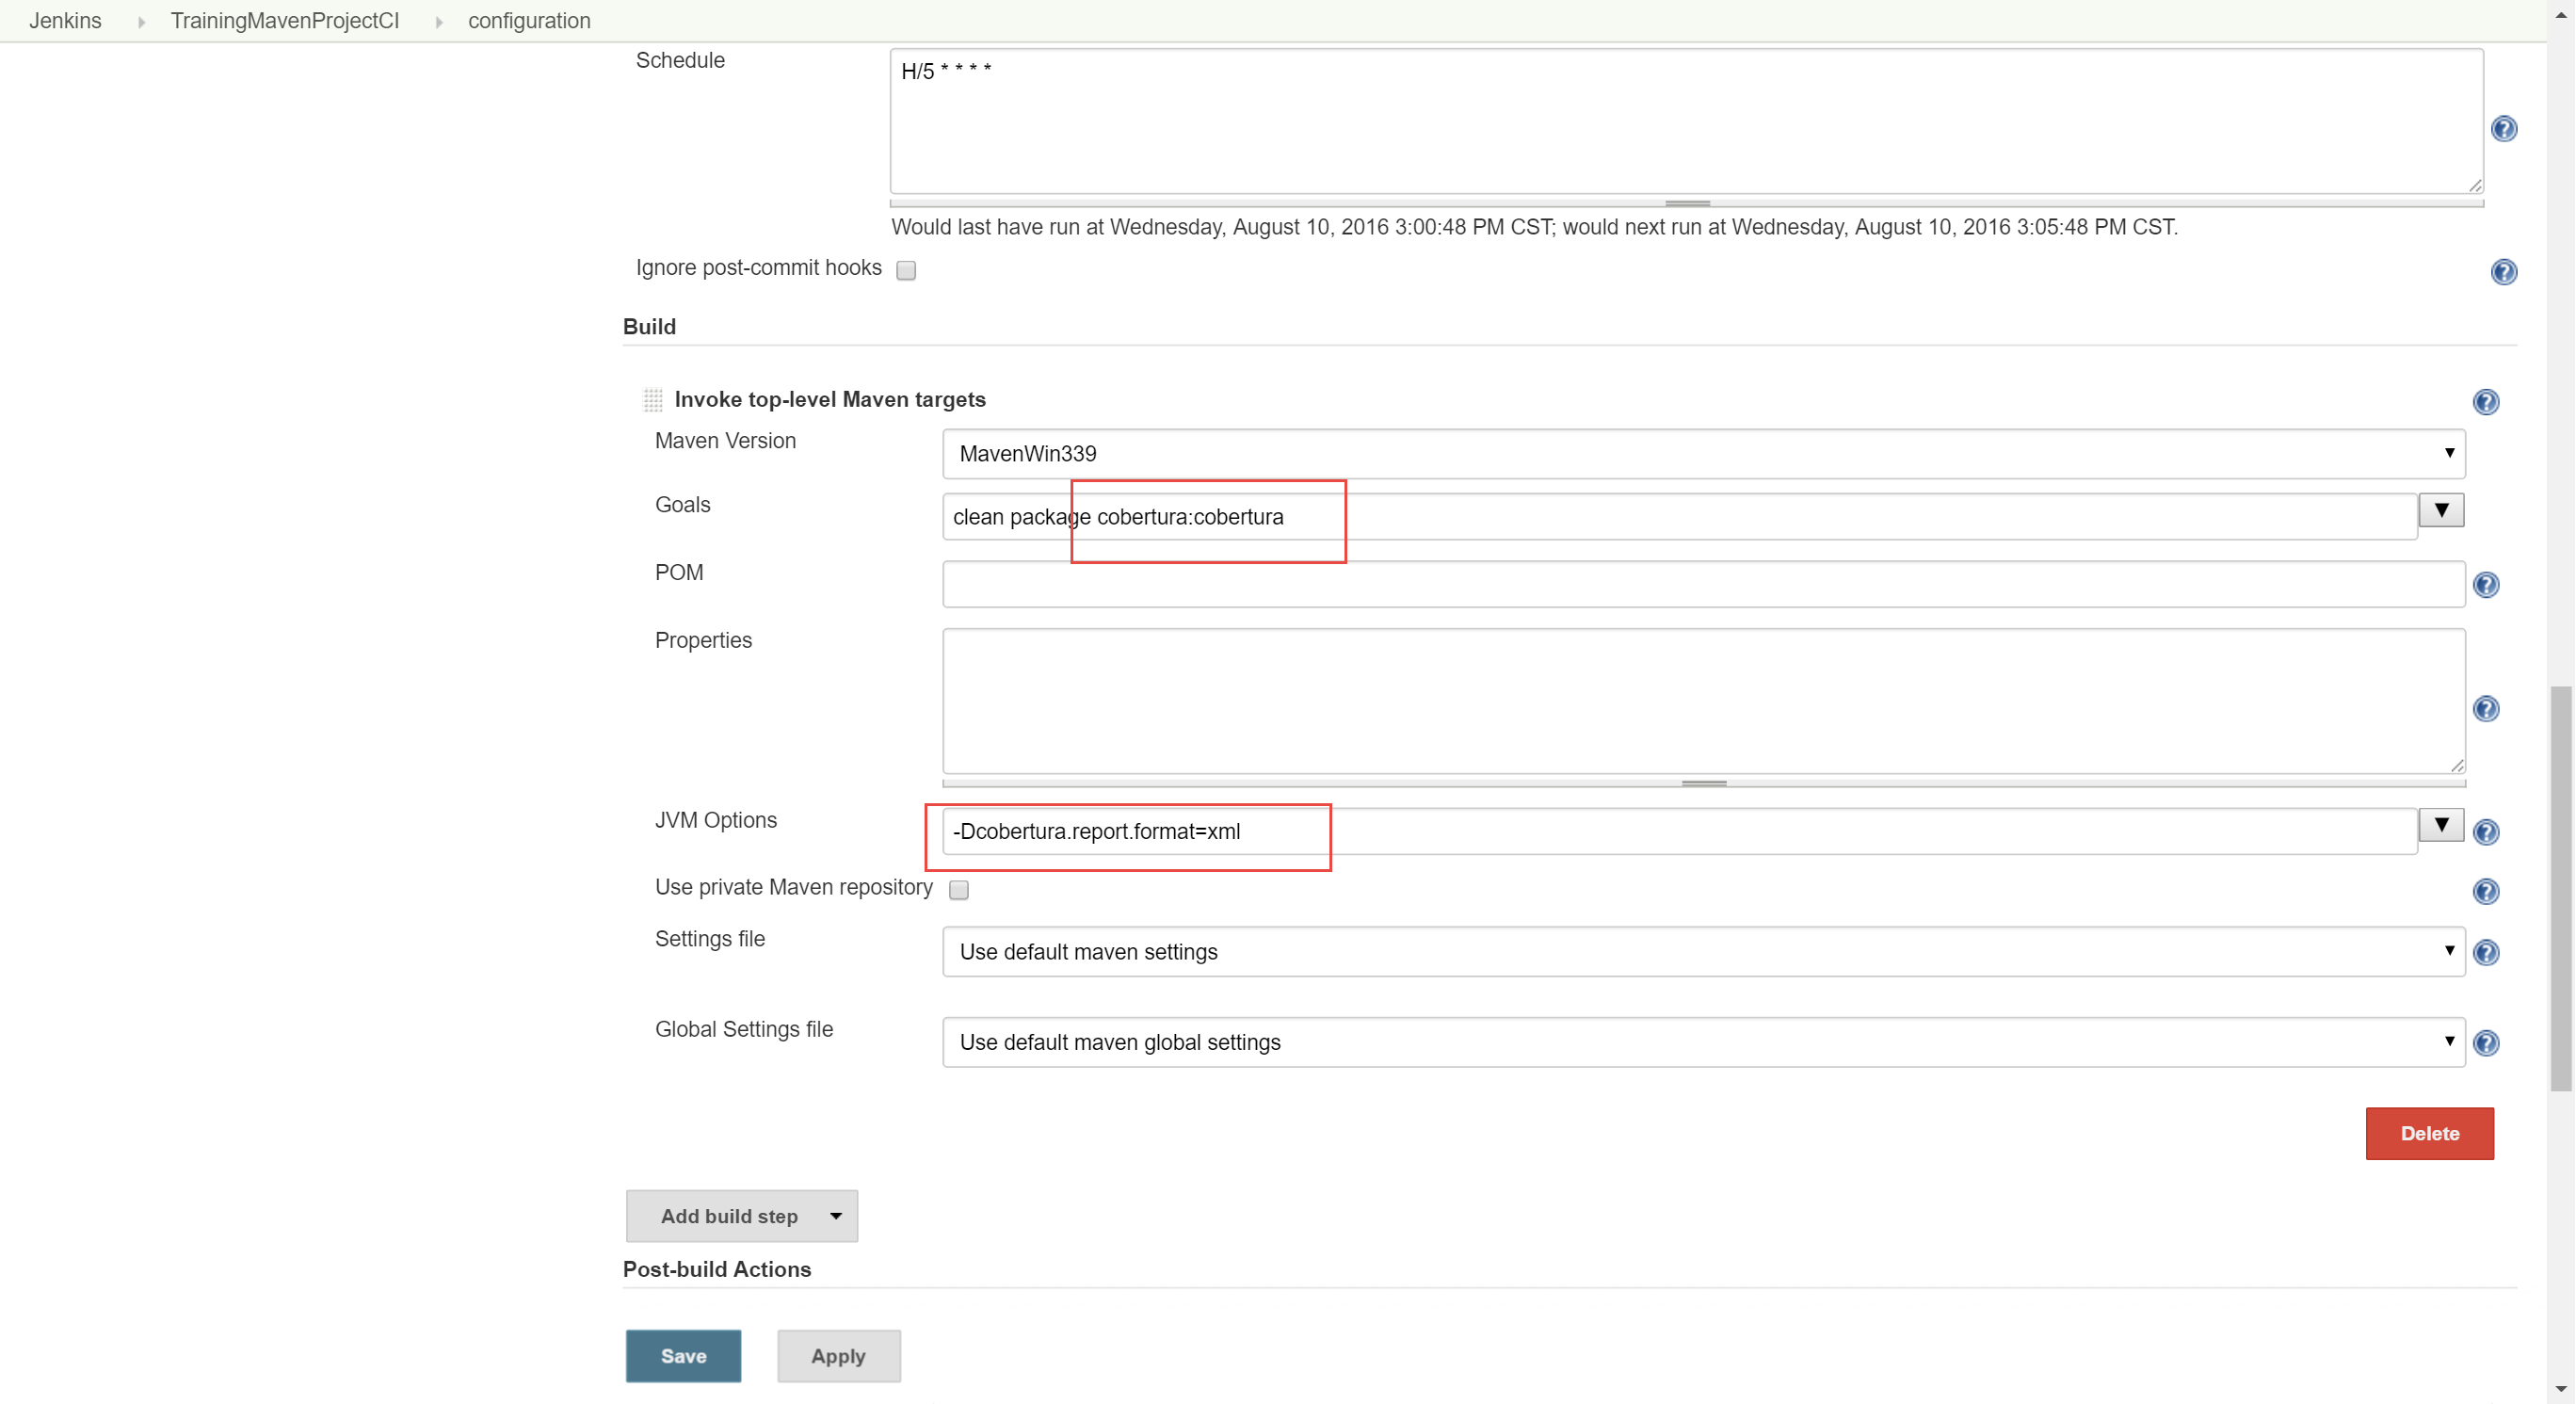 Jenkins TrainingMavenProjectCI configuration
Schedule
H/5 * * * *
Would last have run at Wednesday, August 10, 2016 3:00:48 PM CST; would next run at Wednesday, August 10, 2016 3:05:48 PM CST.
Ignore post-commit hooks
Build
Invoke top-level Maven targets
Maven Version
MavenWin339
Goals
clean package cobertura:cobertura
POM
Properties
JVM Options
-Dcobertura.report.format=xml
Use private Maven repository
Settings file
Use default maven settings
Global Settings file
Use default maven global settings
Delete
Add build step
Post-build Actions
Save Apply